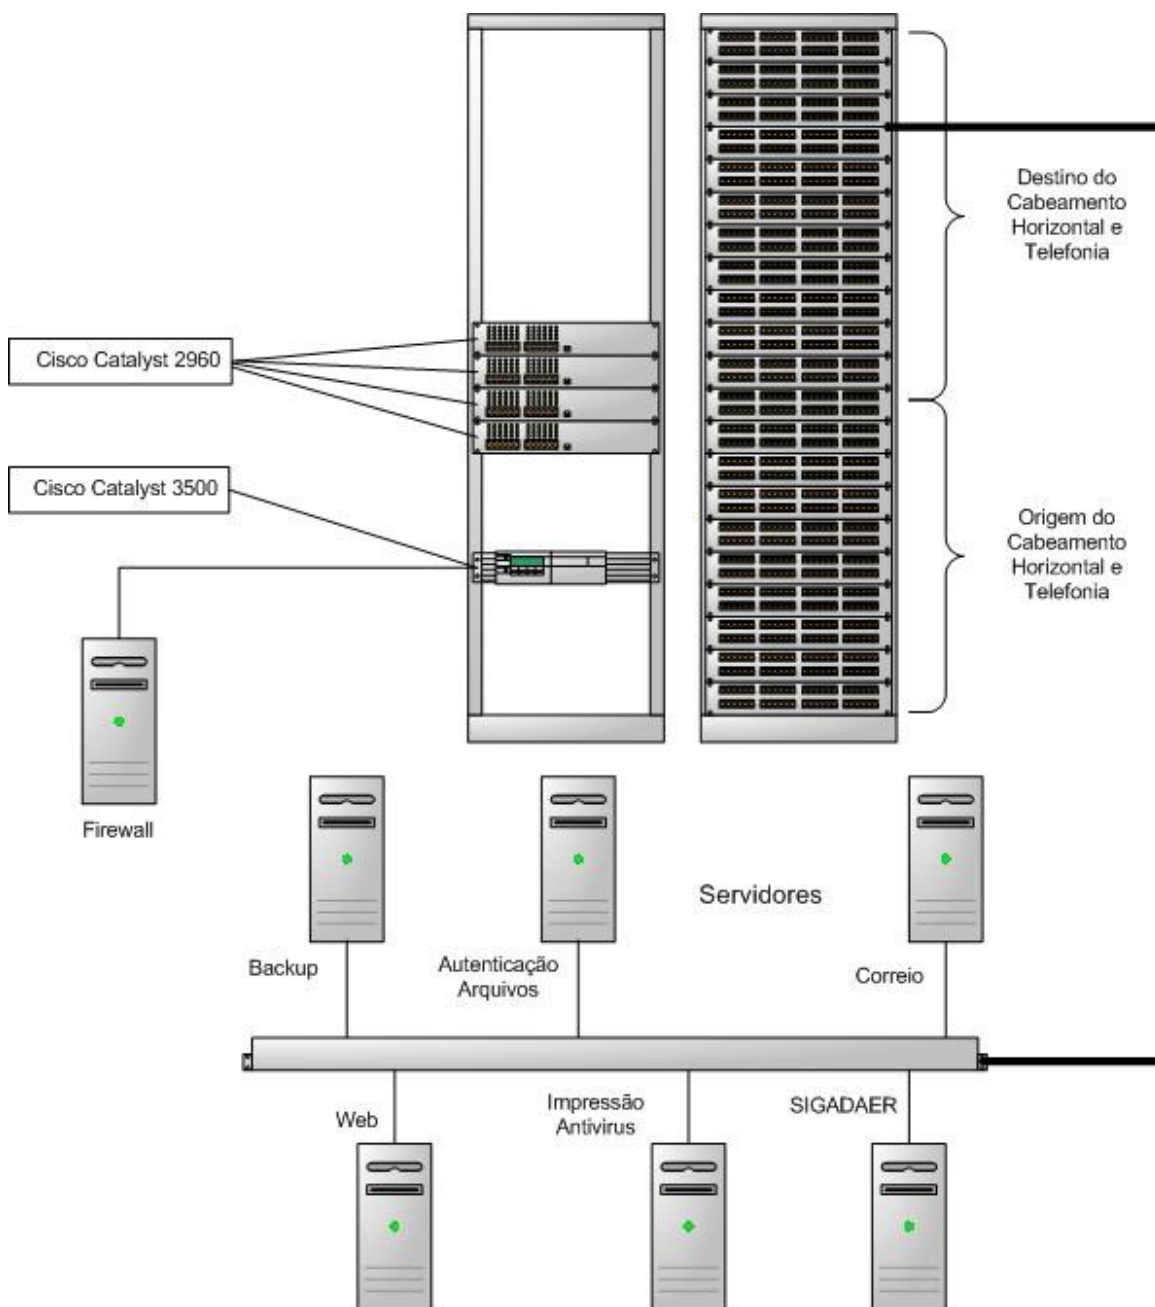 Destino do
Cabeamento
Horizontal e
Telefonia
Cisco Catalyst 2960
Cisco Catalyst 3500
Origem do
Cabeamento
Horizontal e
Telefonia
Firewall
Servidores
Backup
Autenticação
Arquivos
Correio
Web
Impressão
Antivirus
SIGADAER